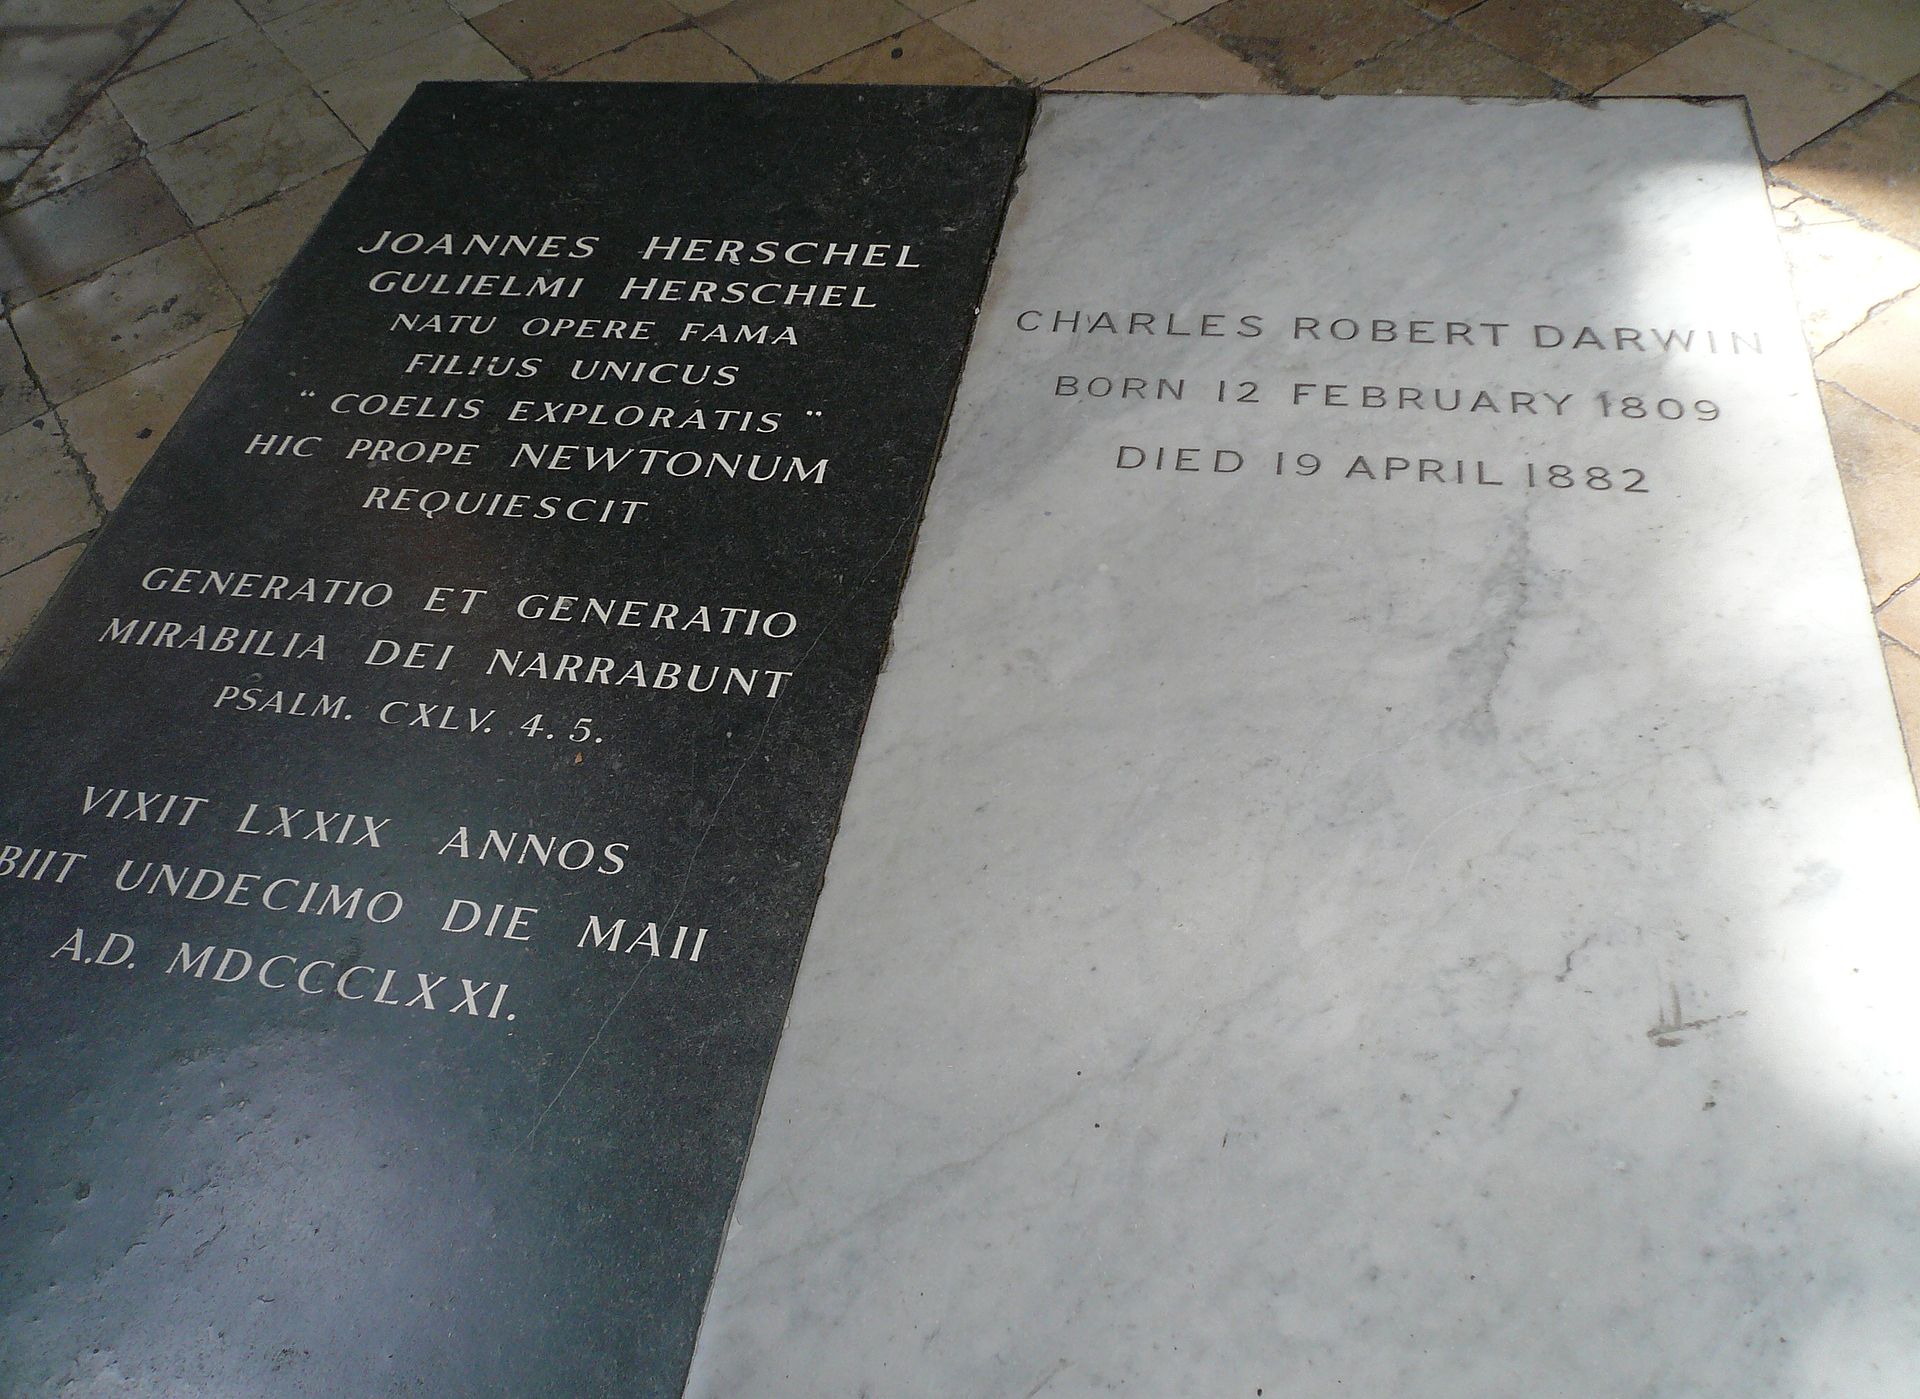 JOANNES HERSCHEL
GULIELMI HERSCHEL
NATU OPERE FAMA
FILIUS UNICUS
" COELIS EXPLORATIS "
HIC PROPE NEWTONUM
REQUIESCIT
GENERATIO ET GENERATIO
MIRABILIA DEI NARRABUNT
PSALM. CXLV. 4. 5.
VIXIT LXXIX ANNOS
BIIT UNDECIMO DIE MAII
A.D. MDCCCLXXI.
CHARLES ROBERT DARWIN
BORN 12 FEBRUARY 1809
DIED 19 APRIL 1882